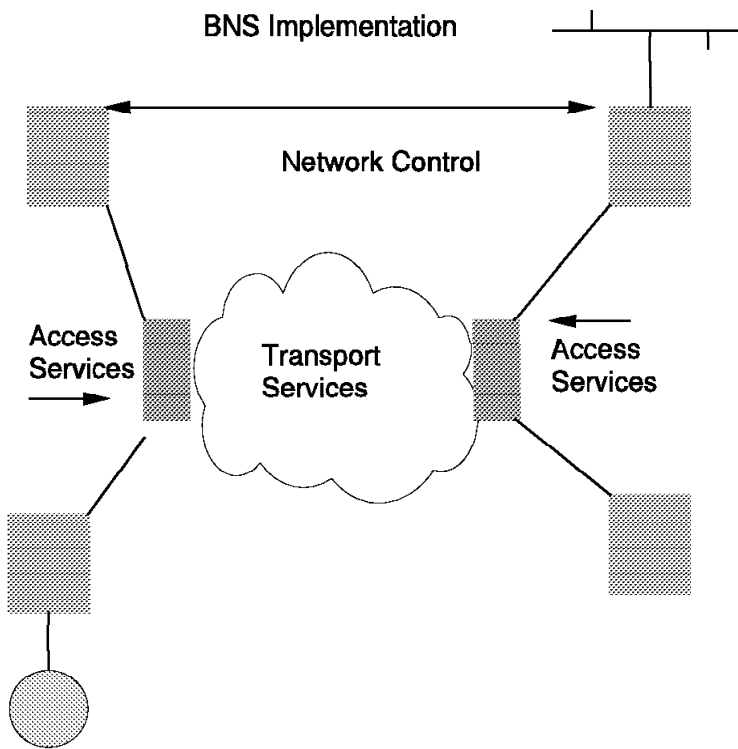 BNS Implementation
Network Control
Access
Services
Transport
Services
Access
Services